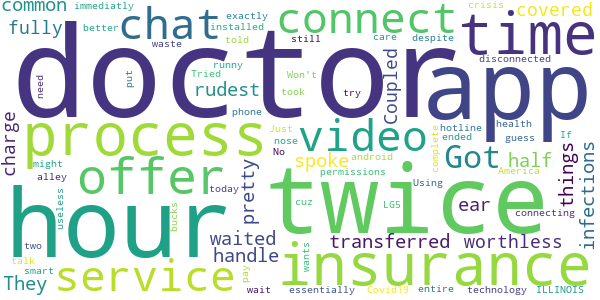 common immediatly
better exactly installed
chat connect time crisis covered
fully waste told still care despite disconnected
doctor app
need put runny rudest Tried took phone Coupled Won't try
charge process video hotline health If
might alley nose No Just android ended guess
offer pretty today spoke complete Got half things infections
hour twice ear cuz permissions LG5 Using connecting America
useless bucks waited handle transferred worthless
They two insurance
talk smart service pay wants wait essentially Covid19 entire technology ILLINOIS